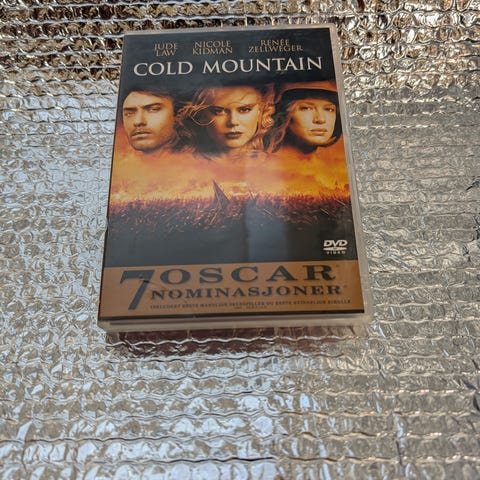 JUDE NICOLE RENÉE
LAW KIDMAN ZELLWEGER
COLD MOUNTAIN
DVD
VIDEO
7 OSCAR
NOMINASJONER